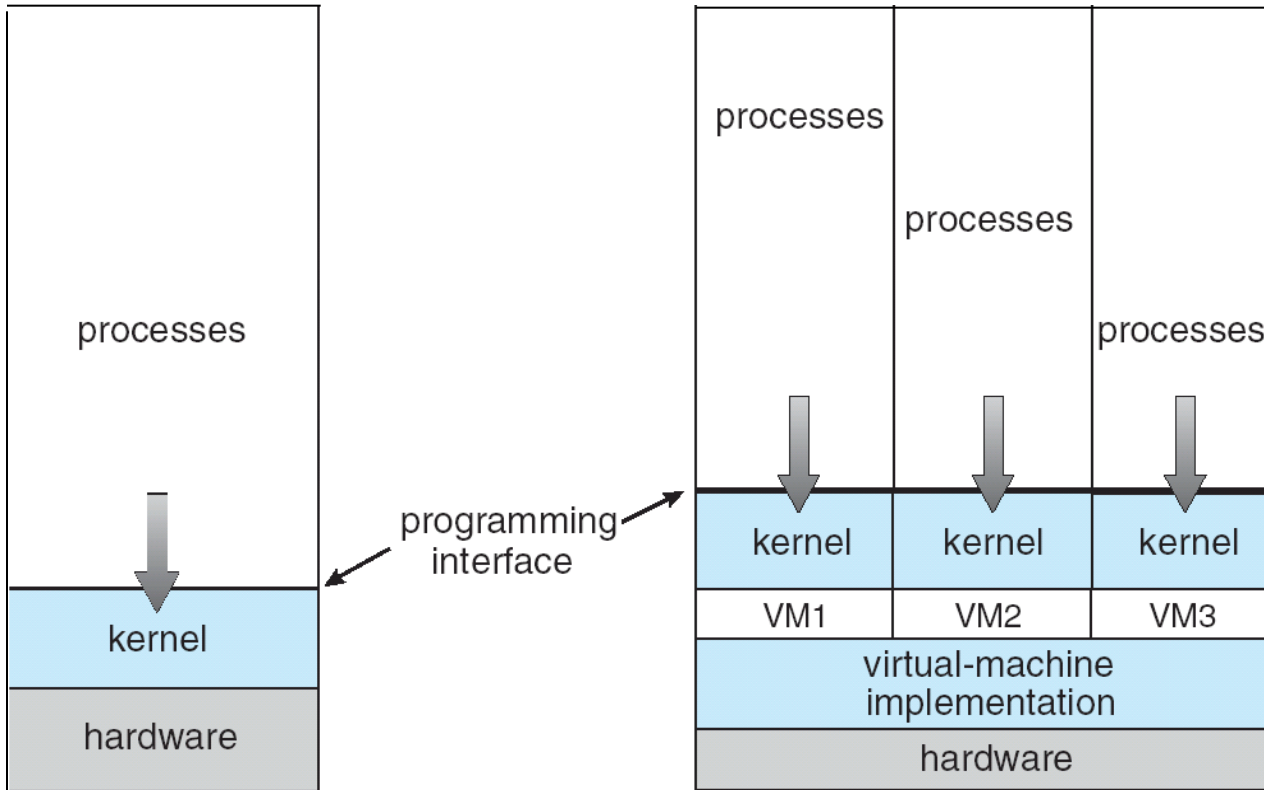 processes
kernel
hardware
programming
interface
processes
processes
processes
kernel
kernel
kernel
VM1
VM2
VM3
virtual-machine
implementation
hardware